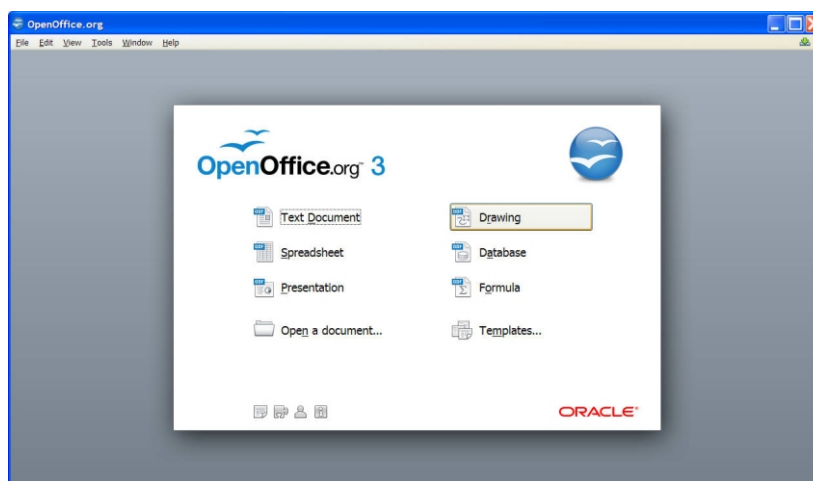 OpenOffice.org
File Edit View Tools Window Help
OpenOffice.org™ 3
Text Document
Drawing
Spreadsheet
Database
Presentation
Formula
Open a document...
Templates...
ORACLE®